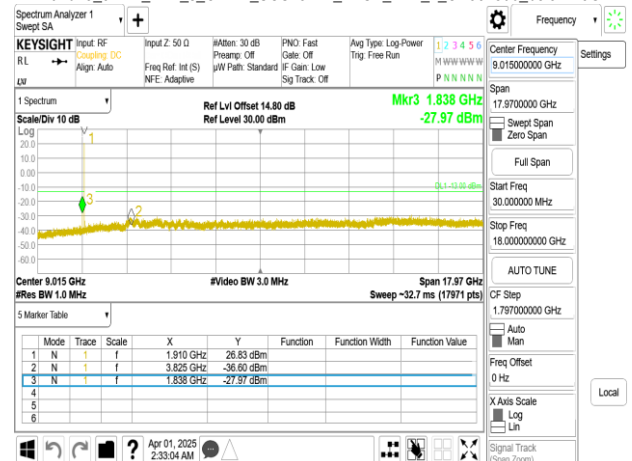 Spectrum Analyzer 1
Swept SA
Frequency
Settings
KEYSIGHT
RL
Input: RF
Coupling: DC
Align: Auto
Input Z: 50 Ω
Freq Ref: Int (S)
NFE: Adaptive
#Atten: 30 dB
Preamp: Off
µW Path: Standard
PNO: Fast
Gate: Off
IF Gain: Low
Sig Track: Off
Avg Type: Log-Power
Trig: Free Run
1 2 3 4 5 6
M W W W W W
P N N N N N
1 Spectrum
Scale/Div 10 dB
Ref Lvl Offset 14.80 dB
Ref Level 30.00 dBm
Mkr3 1.838 GHz
-27.97 dBm
Log
20.0
10.0
0.00
-10.0
-20.0
-30.0
-40.0
-50.0
-60.0
1
3
2
DL1 -13.00 dBm
Center 9.015 GHz
#Res BW 1.0 MHz
#Video BW 3.0 MHz
Span 17.97 GHz
Sweep ~32.7 ms (17971 pts)
5 Marker Table
Mode Trace Scale X Y Function Function Width Function Value
1 N 1 f 1.910 GHz 26.83 dBm
2 N 1 f 3.825 GHz -36.60 dBm
3 N 1 f 1.838 GHz -27.97 dBm
4
5
6
Apr 01, 2025
2:33:04 AM
Center Frequency
9.015000000 GHz
Span
17.9700000 GHz
Swept Span
Zero Span
Full Span
Start Freq
30.000000 MHz
Stop Freq
18.000000000 GHz
AUTO TUNE
CF Step
1.797000000 GHz
Auto
Man
Freq Offset
0 Hz
X Axis Scale
Log
Lin
Signal Track
(Span Zoom)
Local